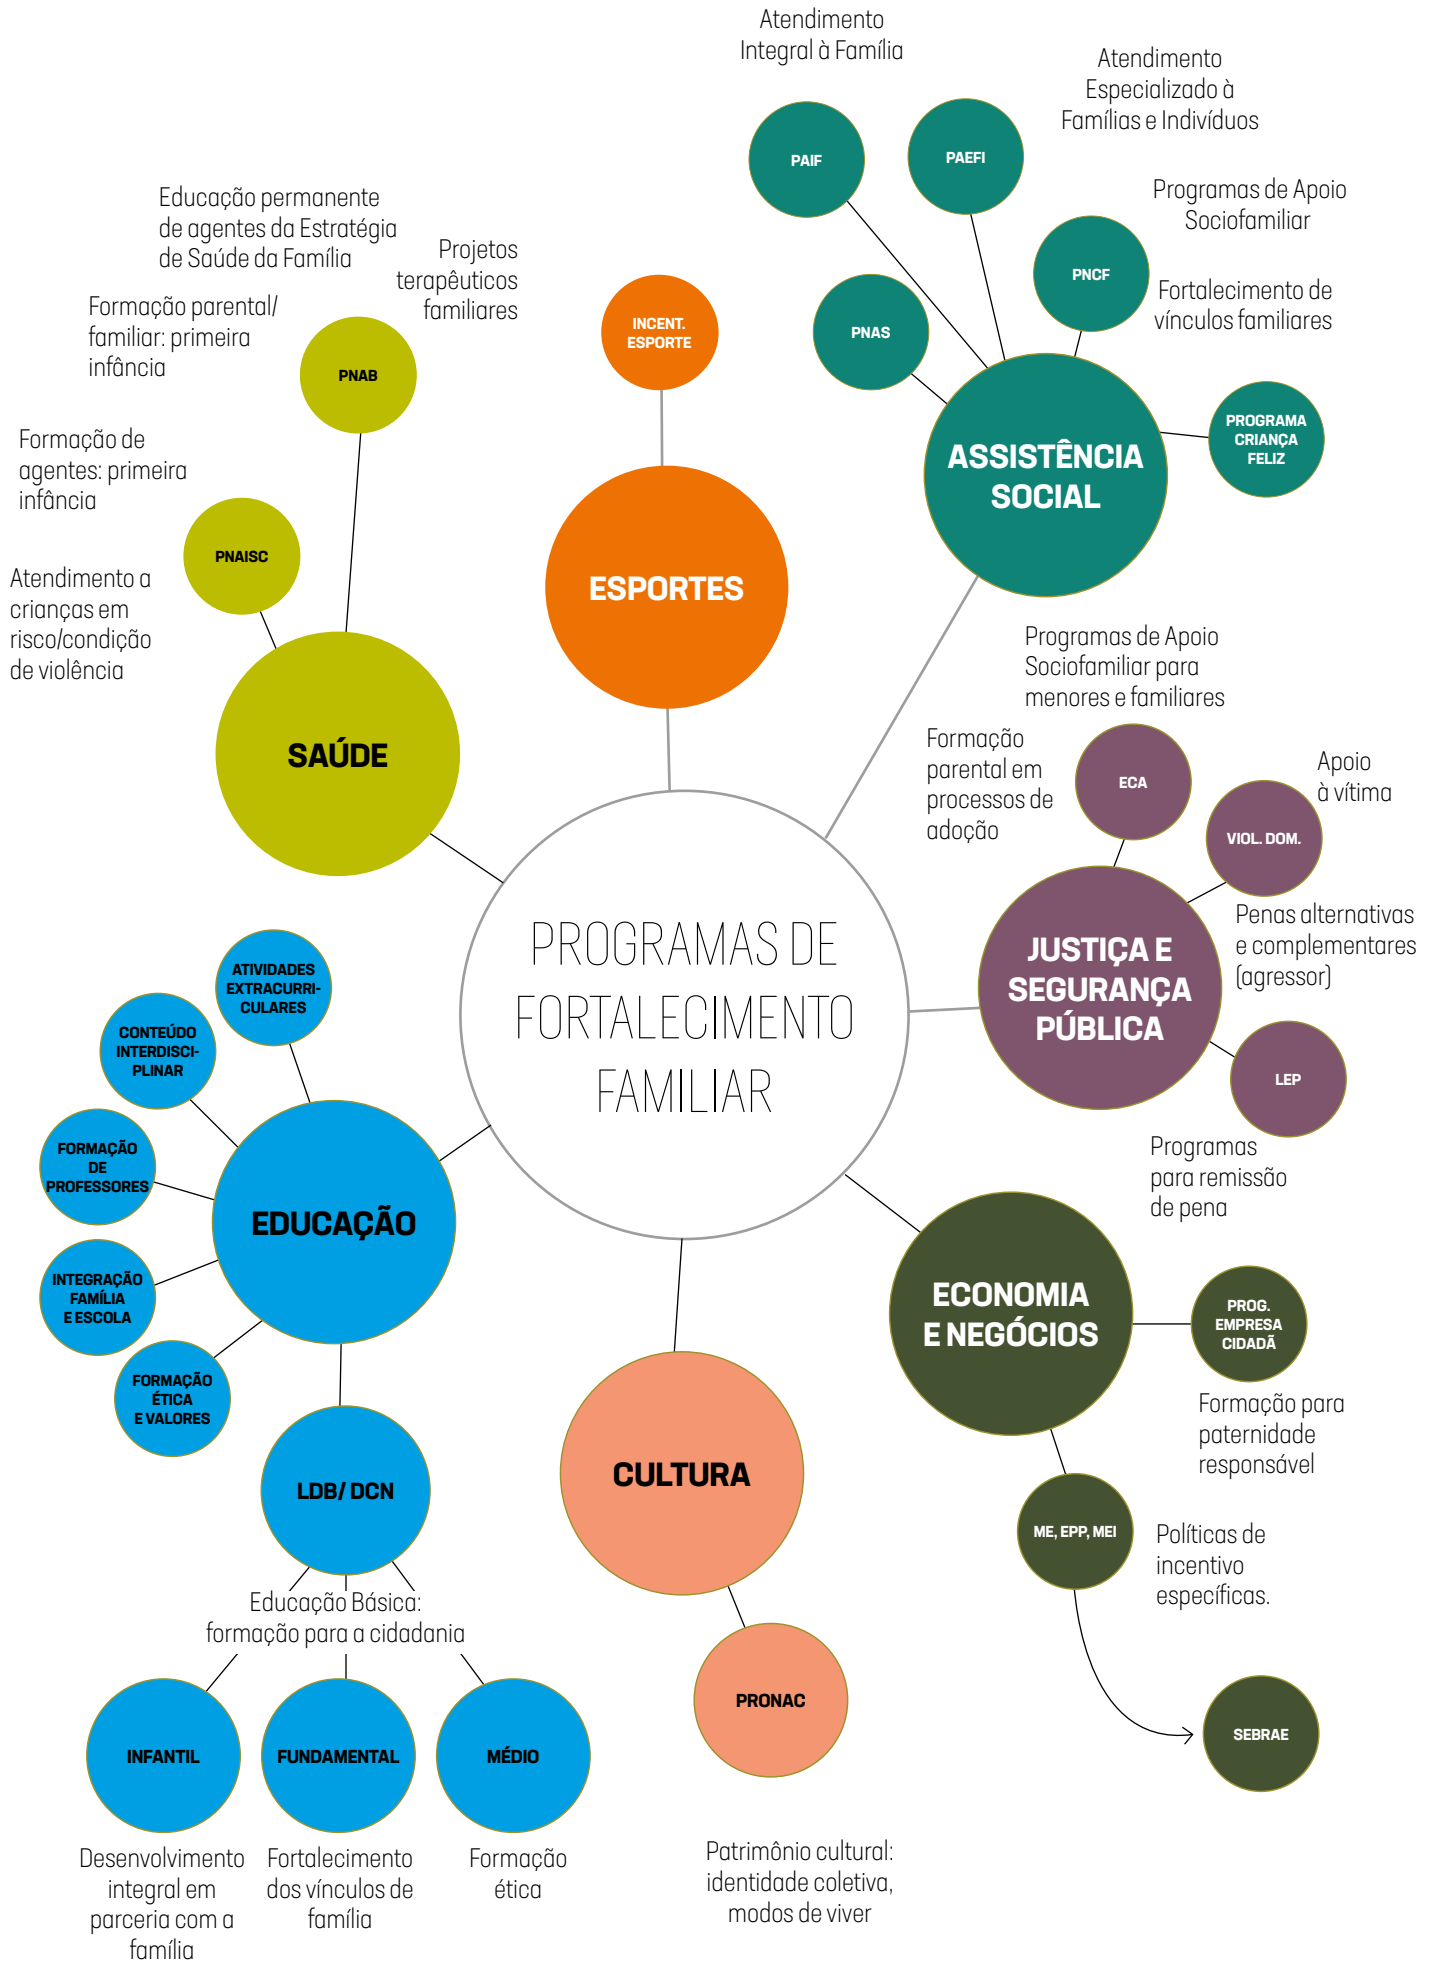 Atendimento
Integral à Família
Atendimento
Especializado à
Famílias e Indivíduos
PAIF
PAEFI
Programas de Apoio
Sociofamiliar
PNCF
Fortalecimento de
vínculos familiares
PNAS
PROGRAMA
CRIANÇA
FELIZ
ASSISTÊNCIA
SOCIAL
Educação permanente
de agentes da Estratégia
de Saúde da Família
Projetos
terapêuticos
familiares
Formação parental/
familiar: primeira
infância
PNAB
Formação de
agentes: primeira
infância
PNAISC
Atendimento a
crianças em
risco/condição
de violência
SAÚDE
INCENT.
ESPORTE
ESPORTES
Programas de Apoio
Sociofamiliar para
menores e familiares
Formação
parental em
processos de
adoção
ECA
Apoio
à vítima
VIOL. DOM.
Penas alternativas
e complementares
(agressor)
JUSTIÇA E
SEGURANÇA
PÚBLICA
LEP
Programas
para remissão
de pena
PROGRAMAS DE
FORTALECIMENTO
FAMILIAR
ATIVIDADES
EXTRACURRI-
CULARES
CONTEÚDO
INTERDISCI-
PLINAR
FORMAÇÃO
DE
PROFESSORES
EDUCAÇÃO
INTEGRAÇÃO
FAMÍLIA
E ESCOLA
FORMAÇÃO
ÉTICA
E VALORES
LDB/ DCN
Educação Básica:
formação para a cidadania
INFANTIL
FUNDAMENTAL
MÉDIO
Desenvolvimento
integral em
parceria com a
família
Fortalecimento
dos vínculos de
família
Formação
ética
CULTURA
PRONAC
Patrimônio cultural:
identidade coletiva,
modos de viver
ECONOMIA
E NEGÓCIOS
PROG.
EMPRESA
CIDADÃ
Formação para
paternidade
responsável
ME, EPP, MEI
Políticas de
incentivo
específicas.
SEBRAE